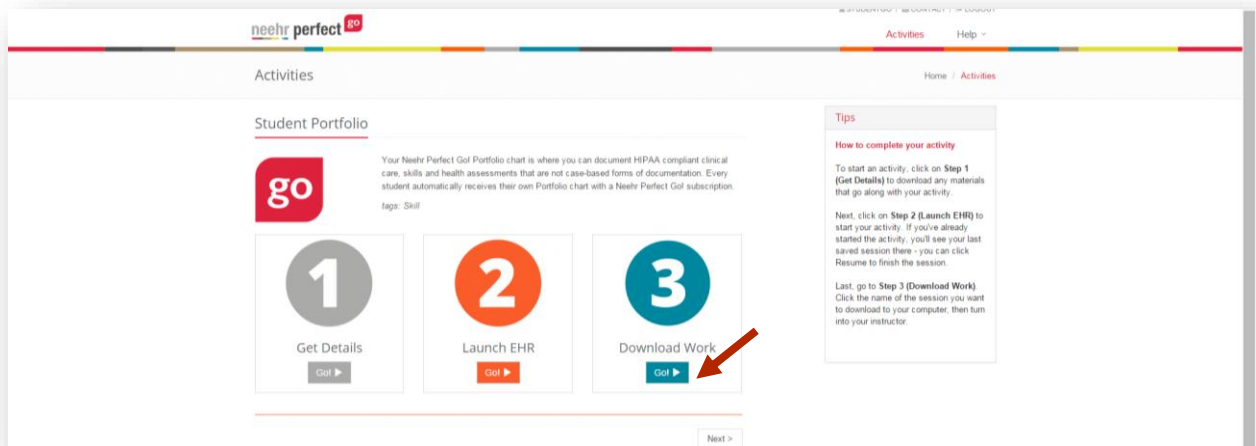 neehr perfect go
Activities Help
Activities
Home / Activities
Student Portfolio
go
Your Neehr Perfect Go! Portfolio chart is where you can document HIPAA compliant clinical
care, skills and health assessments that are not case-based forms of documentation. Every
student automatically receives their own Portfolio chart with a Neehr Perfect Go! subscription.
tags: Skill
1
Get Details
Go!
2
Launch EHR
Go!
3
Download Work
Go!
Next >
Tips
How to complete your activity
To start an activity, click on Step 1
(Get Details) to download any materials
that go along with your activity.
Next, click on Step 2 (Launch EHR) to
start your activity. If you've already
started the activity, you'll see your last
saved session there - you can click
Resume to finish the session.
Last, go to Step 3 (Download Work).
Click the name of the session you want
to download to your computer, then turn
into your instructor.